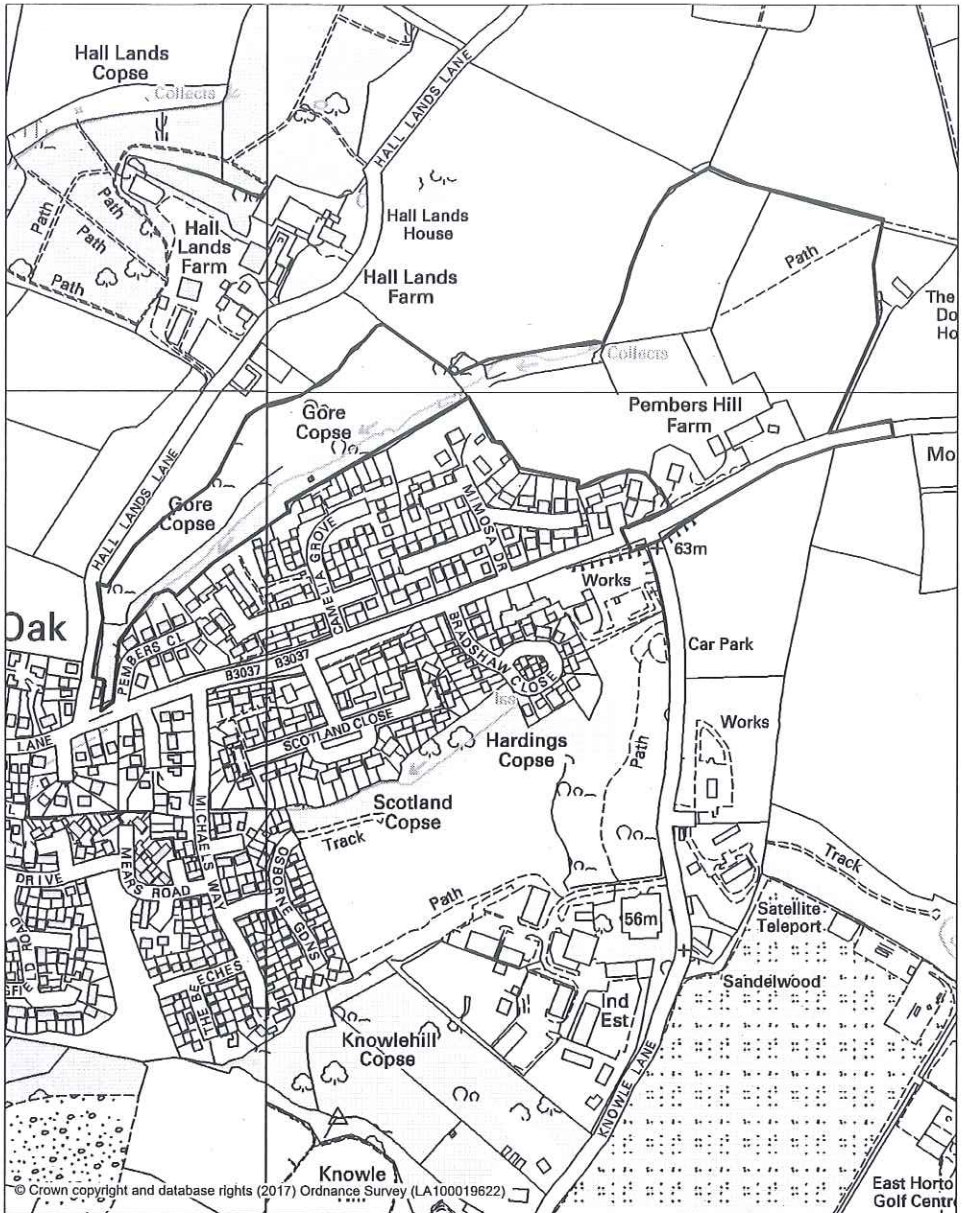 Hall Lands
Copse
Collects
HALL LANDS LANE
Path
Path
Path
Path
Hall
Lands
Farm
Hall Lands
House
Hall Lands
Farm
Path
The
Do
Ho
Collects
Gore
Copse
Pembers Hill
Farm
Mo
HALL LANDS LANE
Gore
Copse
MIMOSA DR
CAMELIA GROVE
63m
Works
Oak
PEMBERS CL
B3037
B3037
BRADSHAW CLOSE
Car Park
LANE
SCOTLAND CLOSE
Iss
Hardings
Copse
Path
Works
Scotland
Copse
Track
MICHAELS WAY
OSBORNE GDNS
MEARS ROAD
DRIVE
Track
Path
56m
Satellite
Teleport
Sandelwood
ROAD
THE BEECHES
Ind
Est
Knowlehill
Copse
KNOWLE LANE
Knowle
© Crown copyright and database rights (2017) Ordnance Survey (LA100019622)
East Horto
Golf Centr